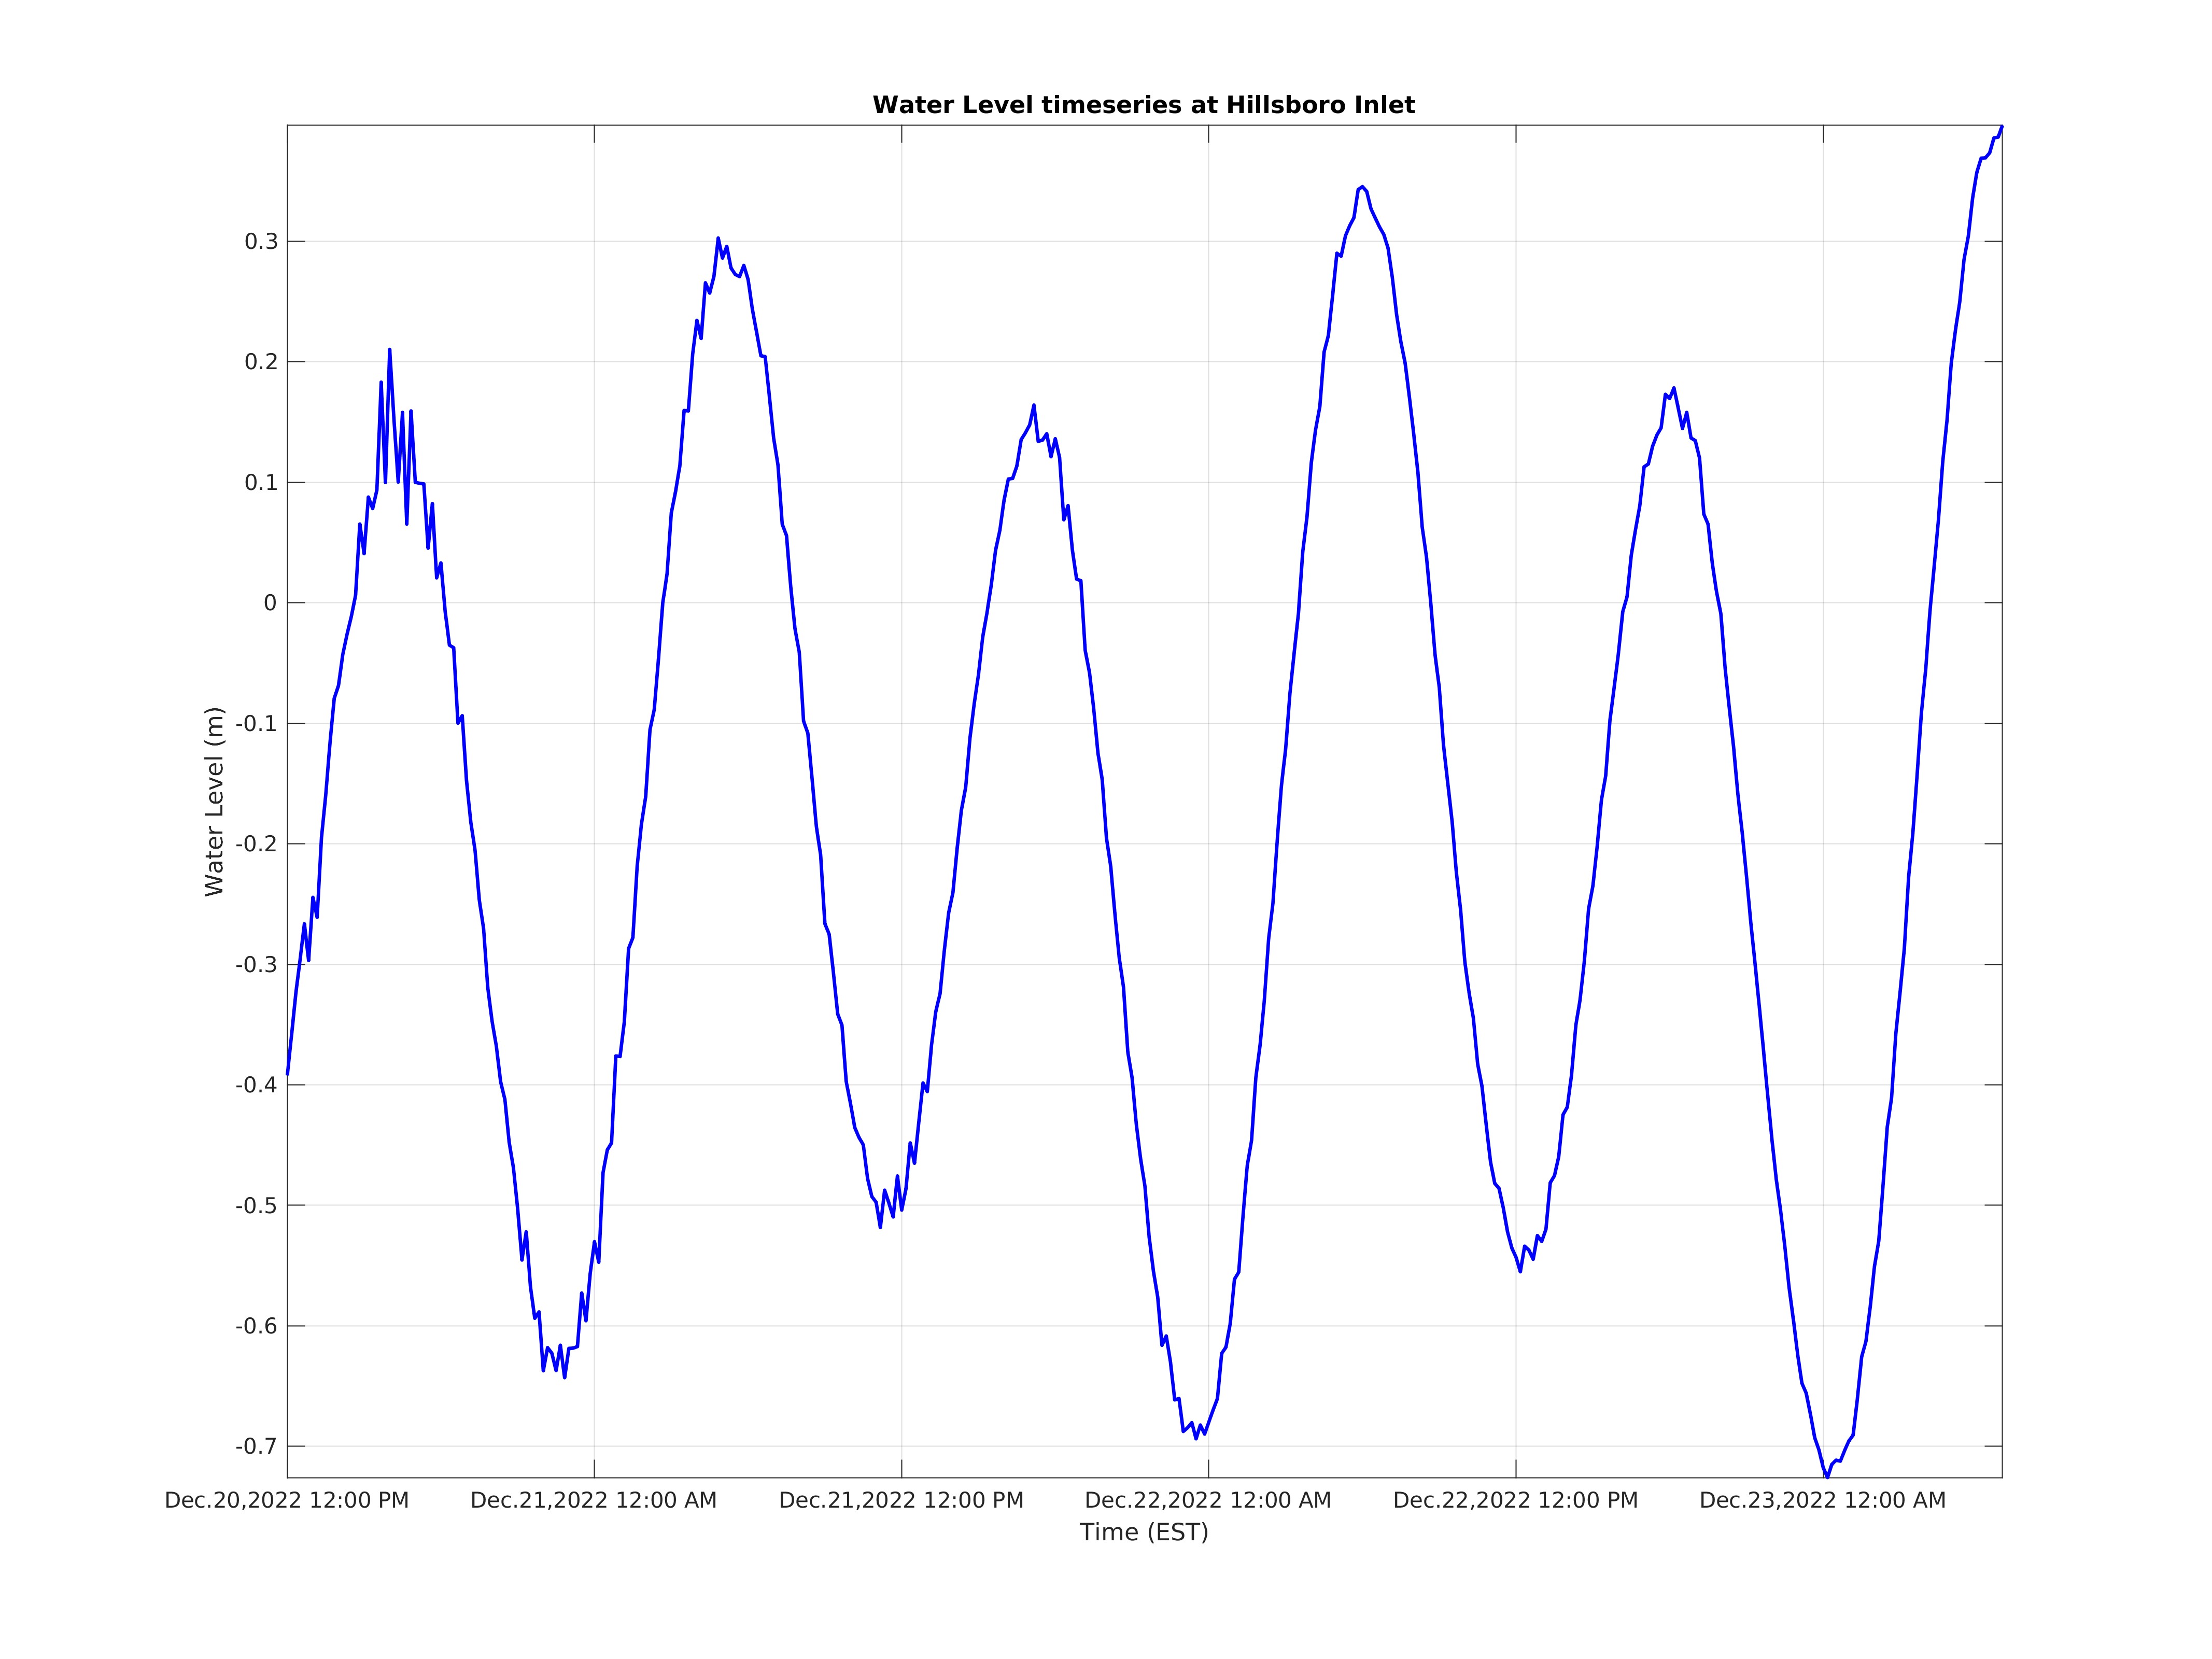 Water Level timeseries at Hillsboro Inlet
0.3
0.2
0.1
0
-0.1
-0.2
-0.3
-0.4
-0.5
-0.6
-0.7
Water Level (m)
Dec.20,2022 12:00 PM Dec.21,2022 12:00 AM Dec.21,2022 12:00 PM Dec.22,2022 12:00 AM Dec.22,2022 12:00 PM Dec.23,2022 12:00 AM
Time (EST)